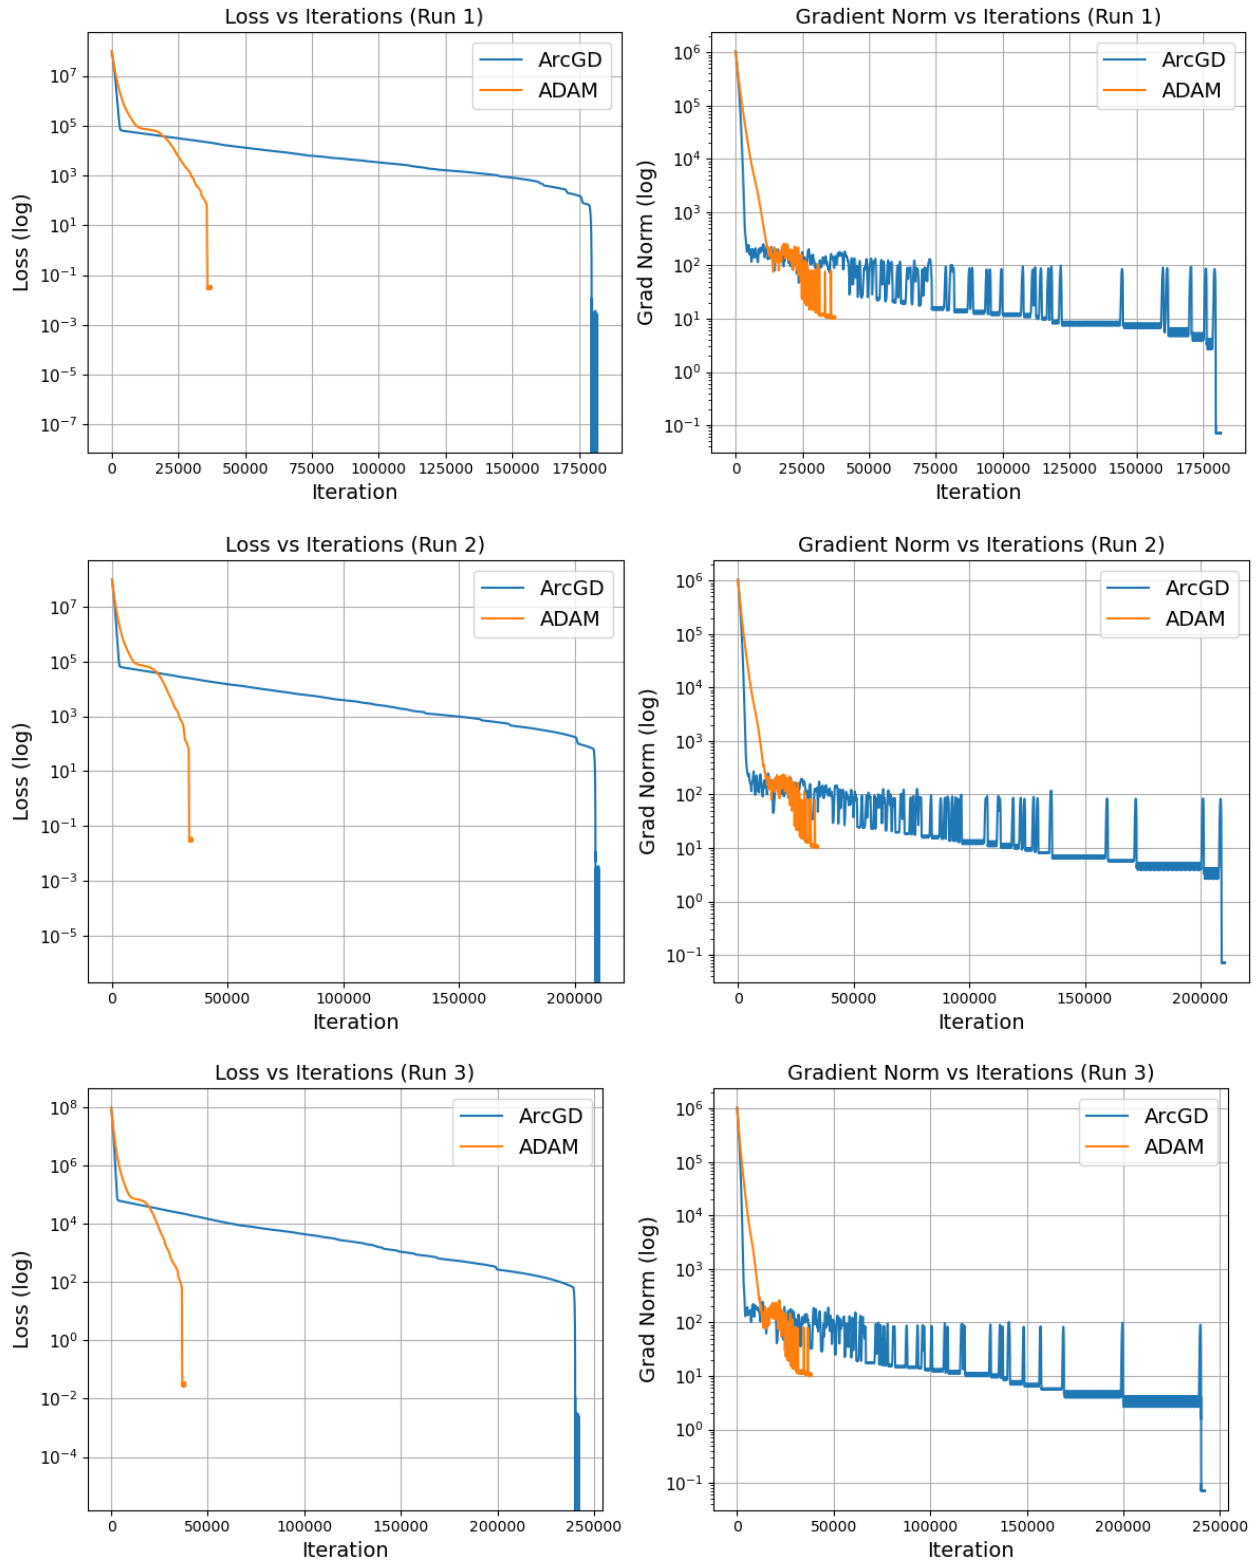 Loss vs Iterations (Run 1)
ArcGD
ADAM
10^7
10^5
10^3
10^1
10^-1
10^-3
10^-5
10^-7
Loss (log)
0 25000 50000 75000 100000 125000 150000 175000
Iteration
Gradient Norm vs Iterations (Run 1)
ArcGD
ADAM
10^6
10^5
10^4
10^3
10^2
10^1
10^0
10^-1
Grad Norm (log)
0 25000 50000 75000 100000 125000 150000 175000
Iteration
Loss vs Iterations (Run 2)
ArcGD
ADAM
10^7
10^5
10^3
10^1
10^-1
10^-3
10^-5
Loss (log)
0 50000 100000 150000 200000
Iteration
Gradient Norm vs Iterations (Run 2)
ArcGD
ADAM
10^6
10^5
10^4
10^3
10^2
10^1
10^0
10^-1
Grad Norm (log)
0 50000 100000 150000 200000
Iteration
Loss vs Iterations (Run 3)
ArcGD
ADAM
10^8
10^6
10^4
10^2
10^0
10^-2
10^-4
Loss (log)
0 50000 100000 150000 200000 250000
Iteration
Gradient Norm vs Iterations (Run 3)
ArcGD
ADAM
10^6
10^5
10^4
10^3
10^2
10^1
10^0
10^-1
Grad Norm (log)
0 50000 100000 150000 200000 250000
Iteration